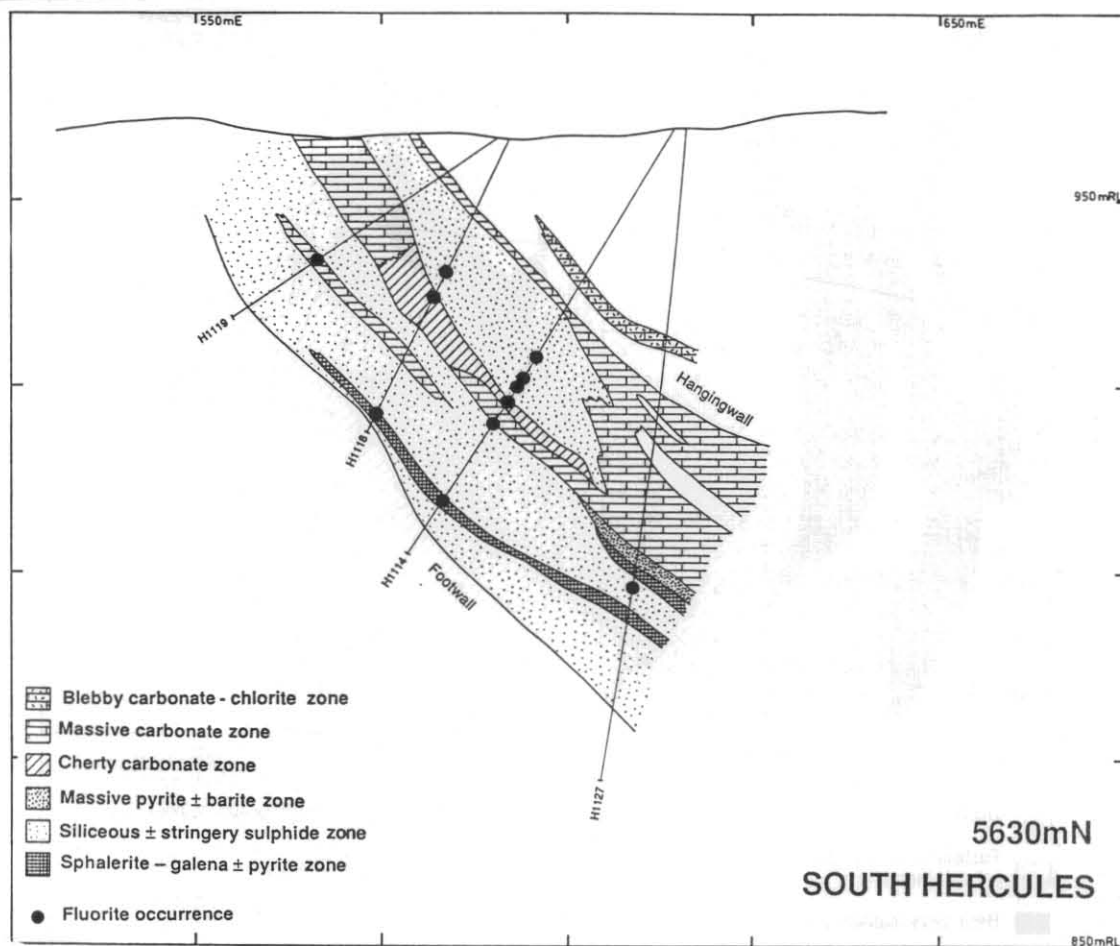 550mE
650mE
950mRL
H1119
Hangingwall
H1118
H1114
Footwall
H1127
Blebby carbonate - chlorite zone
Massive carbonate zone
Cherty carbonate zone
Massive pyrite ± barite zone
Siliceous ± stringery sulphide zone
Sphalerite – galena ± pyrite zone
Fluorite occurrence
5630mN
SOUTH HERCULES
850mRL